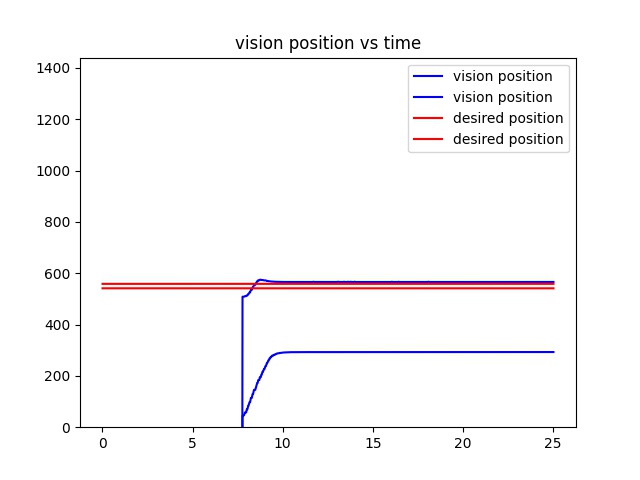 vision position vs time
vision position
vision position
desired position
desired position
1400
1200
1000
800
600
400
200
0
0 5 10 15 20 25